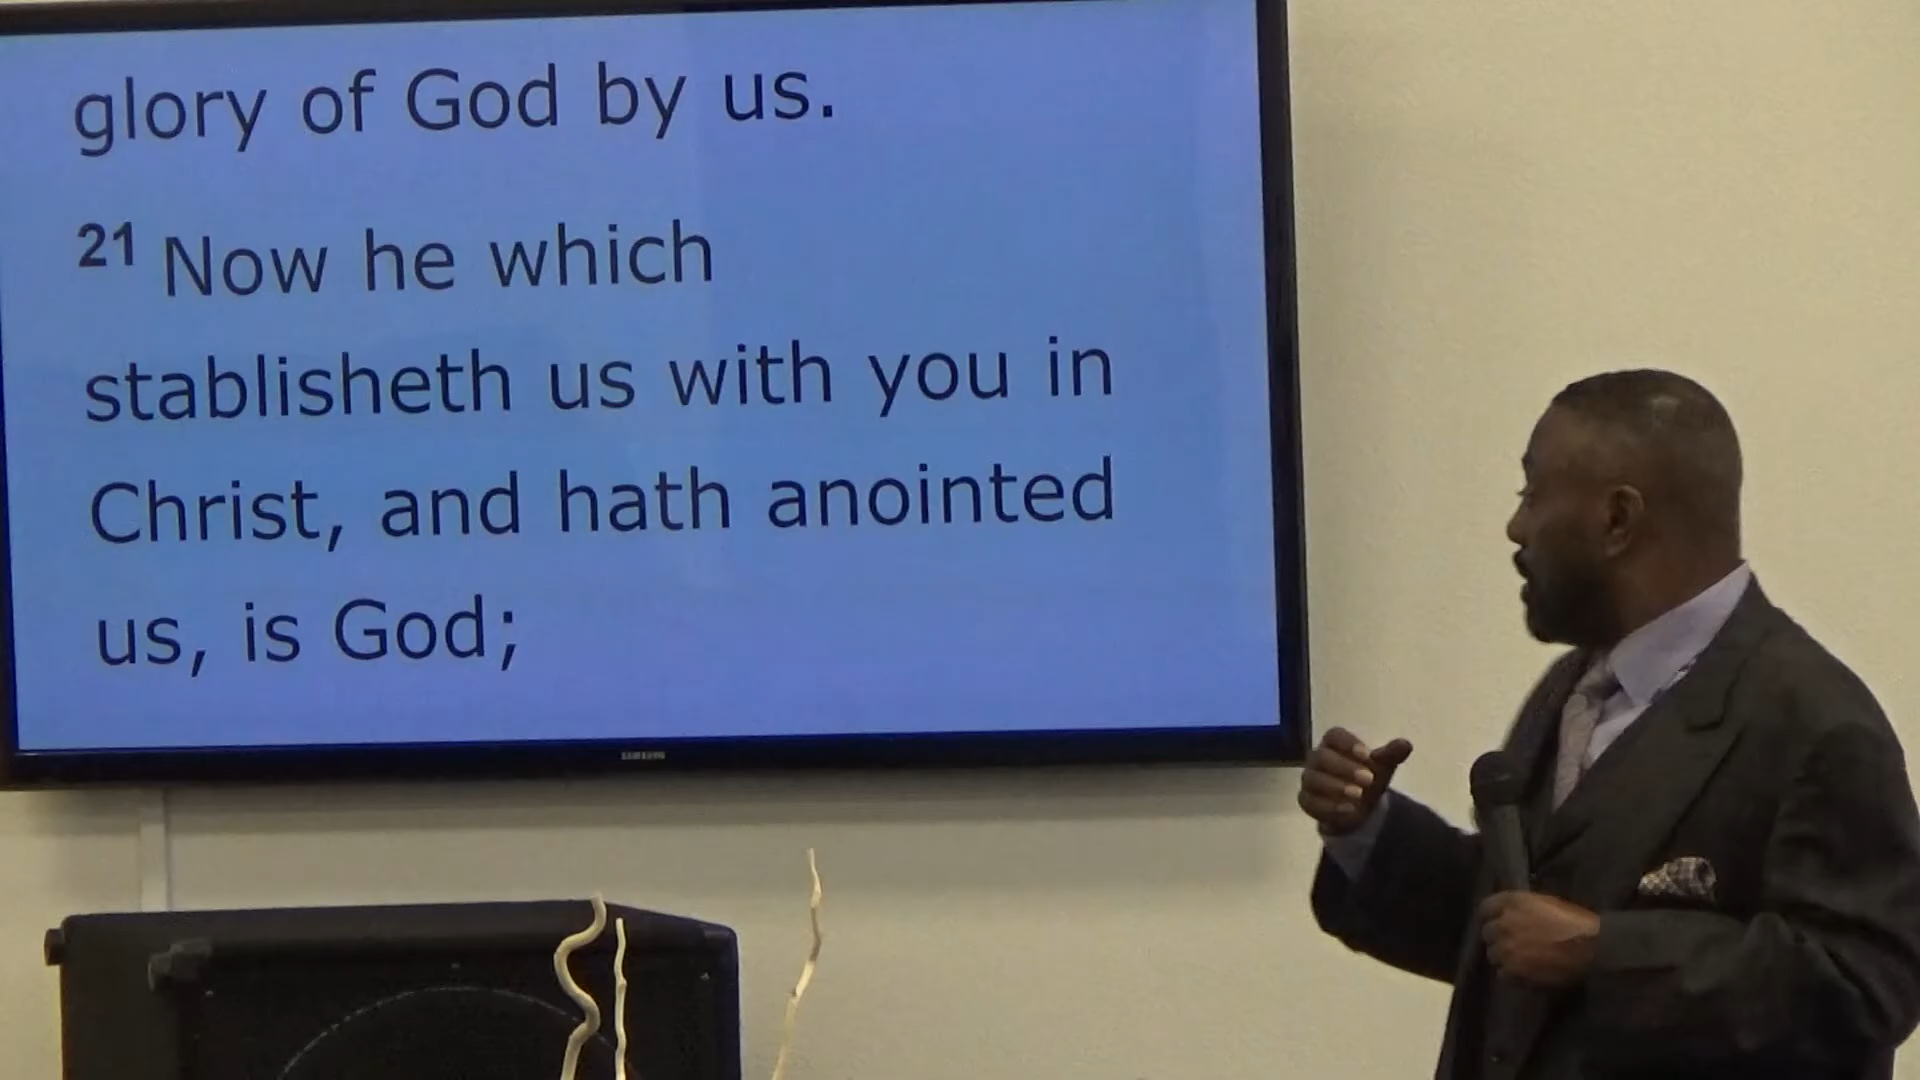 glory of God by us.
21 Now he which
stablisheth us with you in
Christ, and hath anointed
us, is God;
SAMSUNG